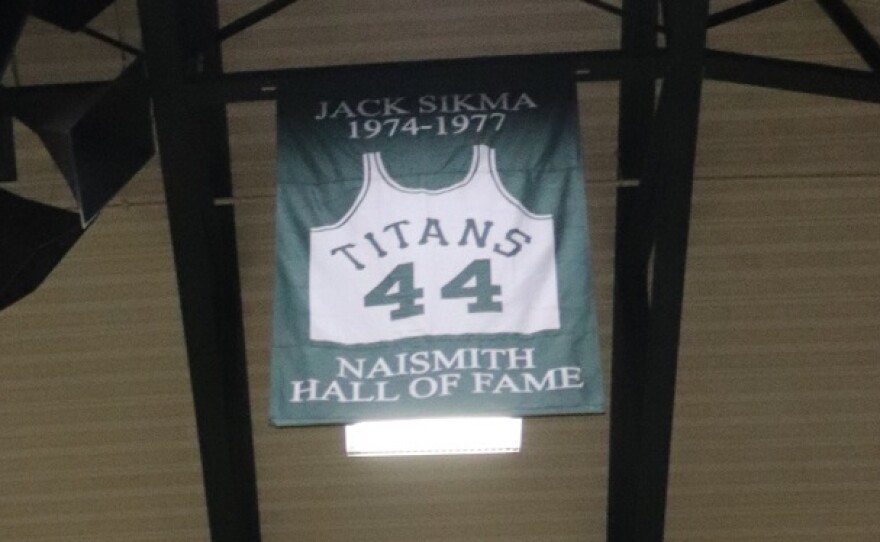 JACK SIKMA
1974-1977
TITANS
44
NAISMITH
HALL OF FAME